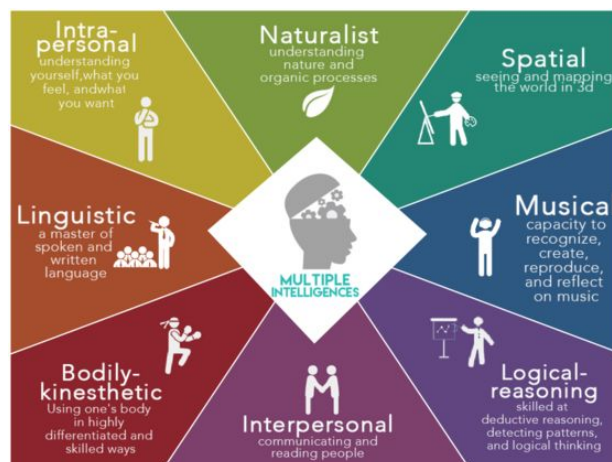 Intra-
personal
understanding
yourself,what you
feel, andwhat
you want
Naturalist
understanding
nature and
organic processes
Spatial
seeing and mapping
the world in 3d
Linguistic
a master of
spoken and
written
language
MULTIPLE
INTELLIGENCES
Musical
capacity to
recognize,
create,
reproduce,
and reflect
on music
Bodily-
kinesthetic
Using one's body
in highly
differentiated and
skilled ways
Interpersonal
communicating and
reading people
Logical-
reasoning
skilled at
deductive reasoning,
detecting patterns,
and logical thinking